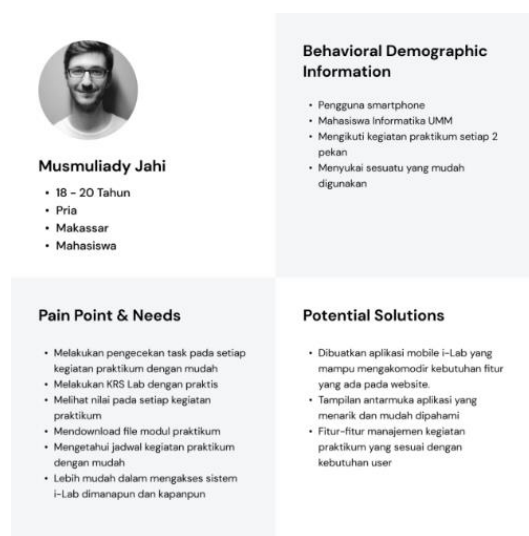 Musmuliady Jahi
• 18 - 20 Tahun
• Pria
• Makassar
• Mahasiswa
Behavioral Demographic
Information
• Pengguna smartphone
• Mahasiswa Informatika UMM
• Mengikuti kegiatan praktikum setiap 2
pekan
• Menyukai sesuatu yang mudah
digunakan
Pain Point & Needs
• Melakukan pengecekan task pada setiap
kegiatan praktikum dengan mudah
• Melakukan KRS Lab dengan praktis
• Melihat nilai pada setiap kegiatan
praktikum
• Mendownload file modul praktikum
• Mengetahui jadwal kegiatan praktikum
dengan mudah
• Lebih mudah dalam mengakses sistem
i-Lab dimanapun dan kapanpun
Potential Solutions
• Dibuatkan aplikasi mobile i-Lab yang
mampu mengakomodir kebutuhan fitur
yang ada pada website.
• Tampilan antarmuka aplikasi yang
menarik dan mudah dipahami
• Fitur-fitur manajemen kegiatan
praktikum yang sesuai dengan
kebutuhan user